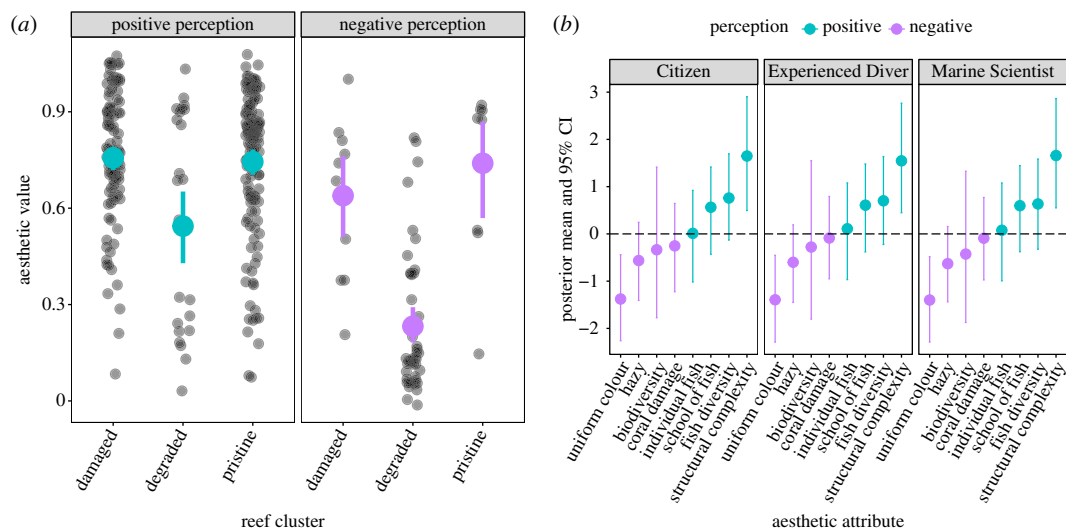 (a)
positive perception
negative perception
aesthetic value
0.9
0.6
0.3
0
damaged
degraded
pristine
damaged
degraded
pristine
reef cluster
(b)
perception positive negative
Citizen
Experienced Diver
Marine Scientist
posterior mean and 95% CI
3
2
1
0
−1
−2
uniform colour
hazy
biodiversity
coral damage
individual fish
school of fish
fish diversity
structural complexity
uniform colour
hazy
biodiversity
coral damage
individual fish
school of fish
fish diversity
structural complexity
uniform colour
hazy
biodiversity
coral damage
individual fish
school of fish
fish diversity
structural complexity
aesthetic attribute